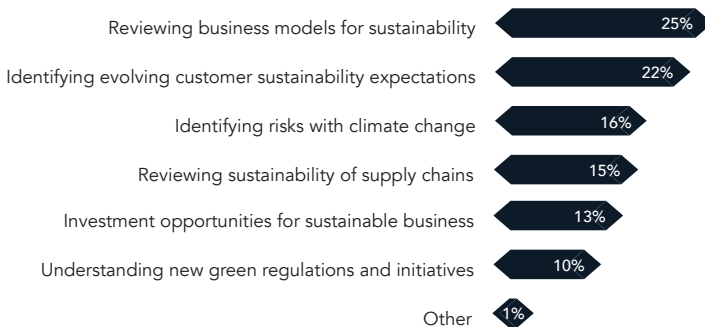 Reviewing business models for sustainability 25%
Identifying evolving customer sustainability expectations 22%
Identifying risks with climate change 16%
Reviewing sustainability of supply chains 15%
Investment opportunities for sustainable business 13%
Understanding new green regulations and initiatives 10%
Other 1%